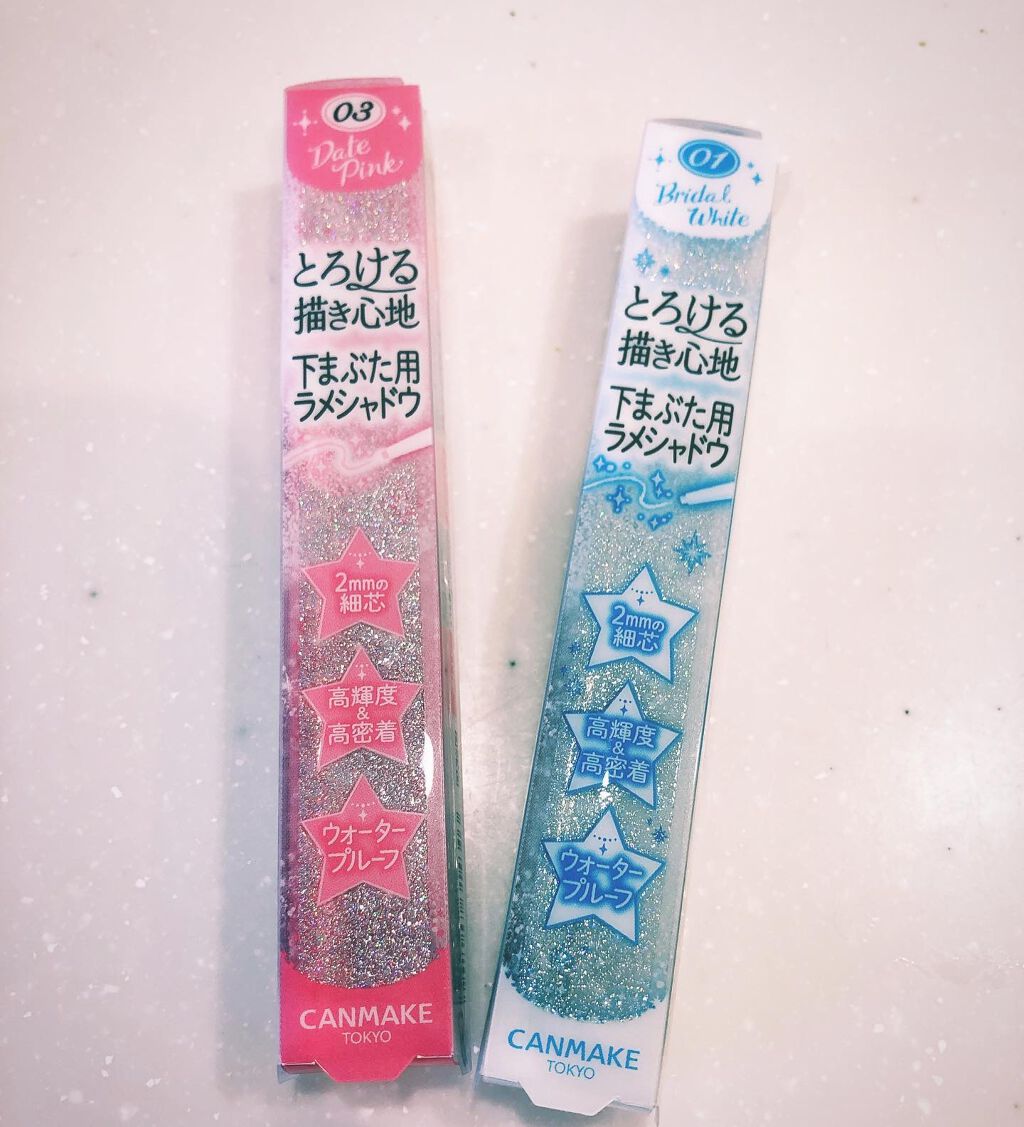 03
Date
Pink
とろける
描き心地
下まぶた用
ラメシャドウ
2mmの
細芯
高輝度
&
高密着
ウォーター
プルーフ
CANMAKE
TOKYO
01
Bridal
White
とろける
描き心地
下まぶた用
ラメシャドウ
2mmの
細芯
高輝度
&
高密着
ウォーター
プルーフ
CANMAKE
TOKYO